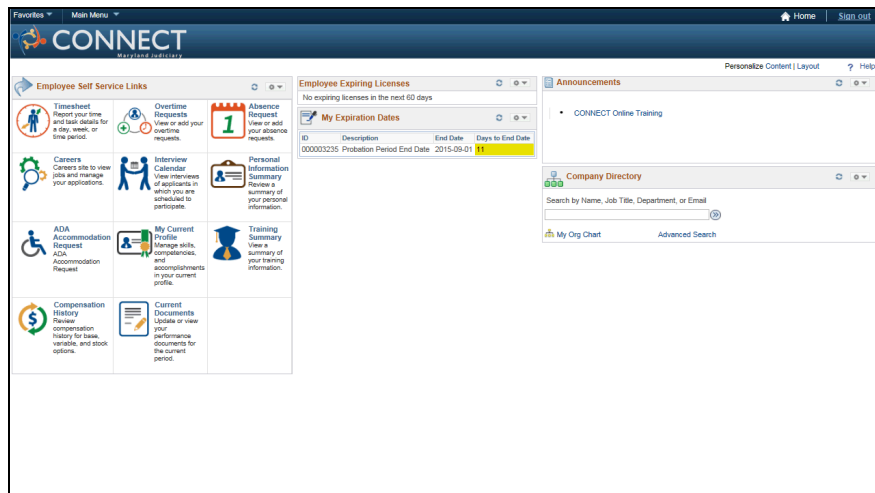 Favorites Main Menu Home Sign out
CONNECT
Maryland Judiciary
Personalize Content | Layout ? Help
Employee Self Service Links
Timesheet
Report your time
and task details for
a day, week, or
time period.
Overtime
Requests
View or add your
overtime
requests.
1
Absence
Request
View or add
your absence
requests.
Careers
Careers site to view
jobs and manage
your applications.
Interview
Calendar
View interviews
of applicants in
which you are
scheduled to
participate.
Personal
Information
Summary
Review a
summary of
your personal
information.
ADA
Accommodation
Request
ADA
Accommodation
Request
My Current
Profile
Manage skills,
competencies,
and
accomplishments
in your current
profile.
Training
Summary
View a
summary of
your training
information.
$
Compensation
History
Review
compensation
history for base,
variable, and stock
options.
Current
Documents
Update or view
your
performance
documents for
the current
period.
Employee Expiring Licenses
No expiring licenses in the next 60 days
My Expiration Dates
ID Description End Date Days to End Date
000003235 Probation Period End Date 2015-09-01 11
Announcements
• CONNECT Online Training
Company Directory
Search by Name, Job Title, Department, or Email
My Org Chart Advanced Search